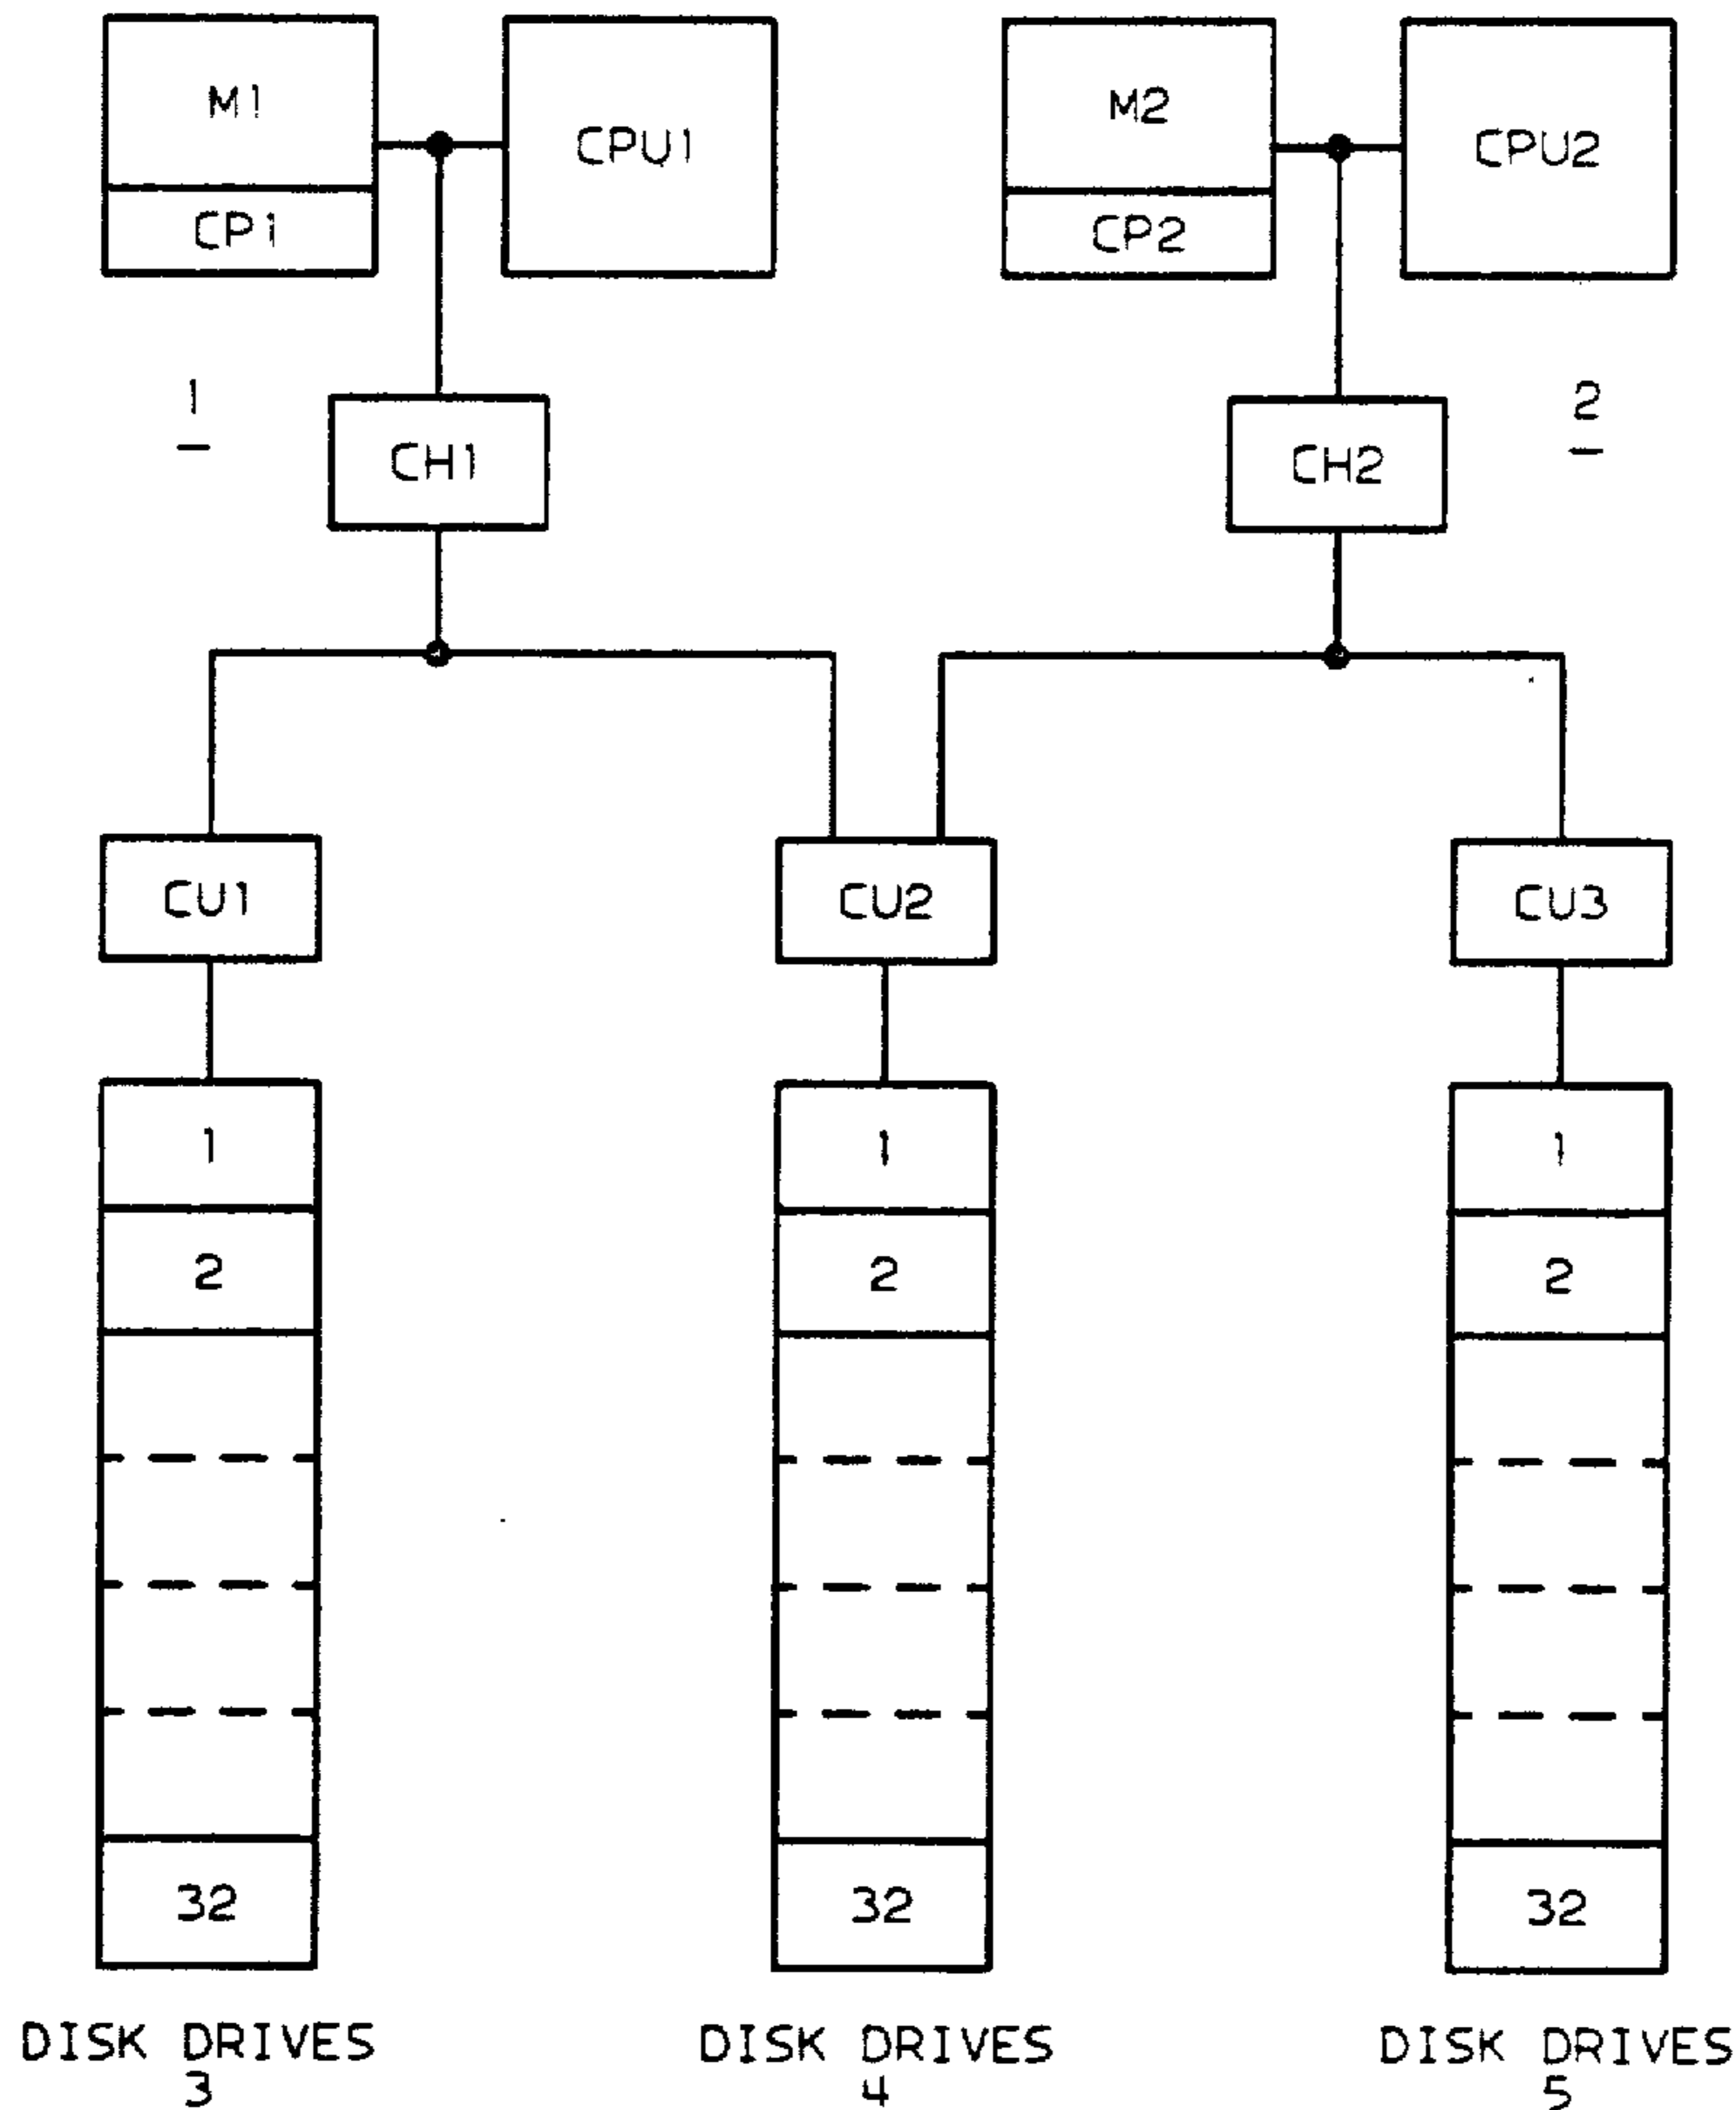 M1
CPU1
CP1
M2
CPU2
CP2
1
CH1
CH2
2
CU1
CU2
CU3
1
1
1
2
2
2
32
32
32
DISK DRIVES
3
DISK DRIVES
4
DISK DRIVES
5